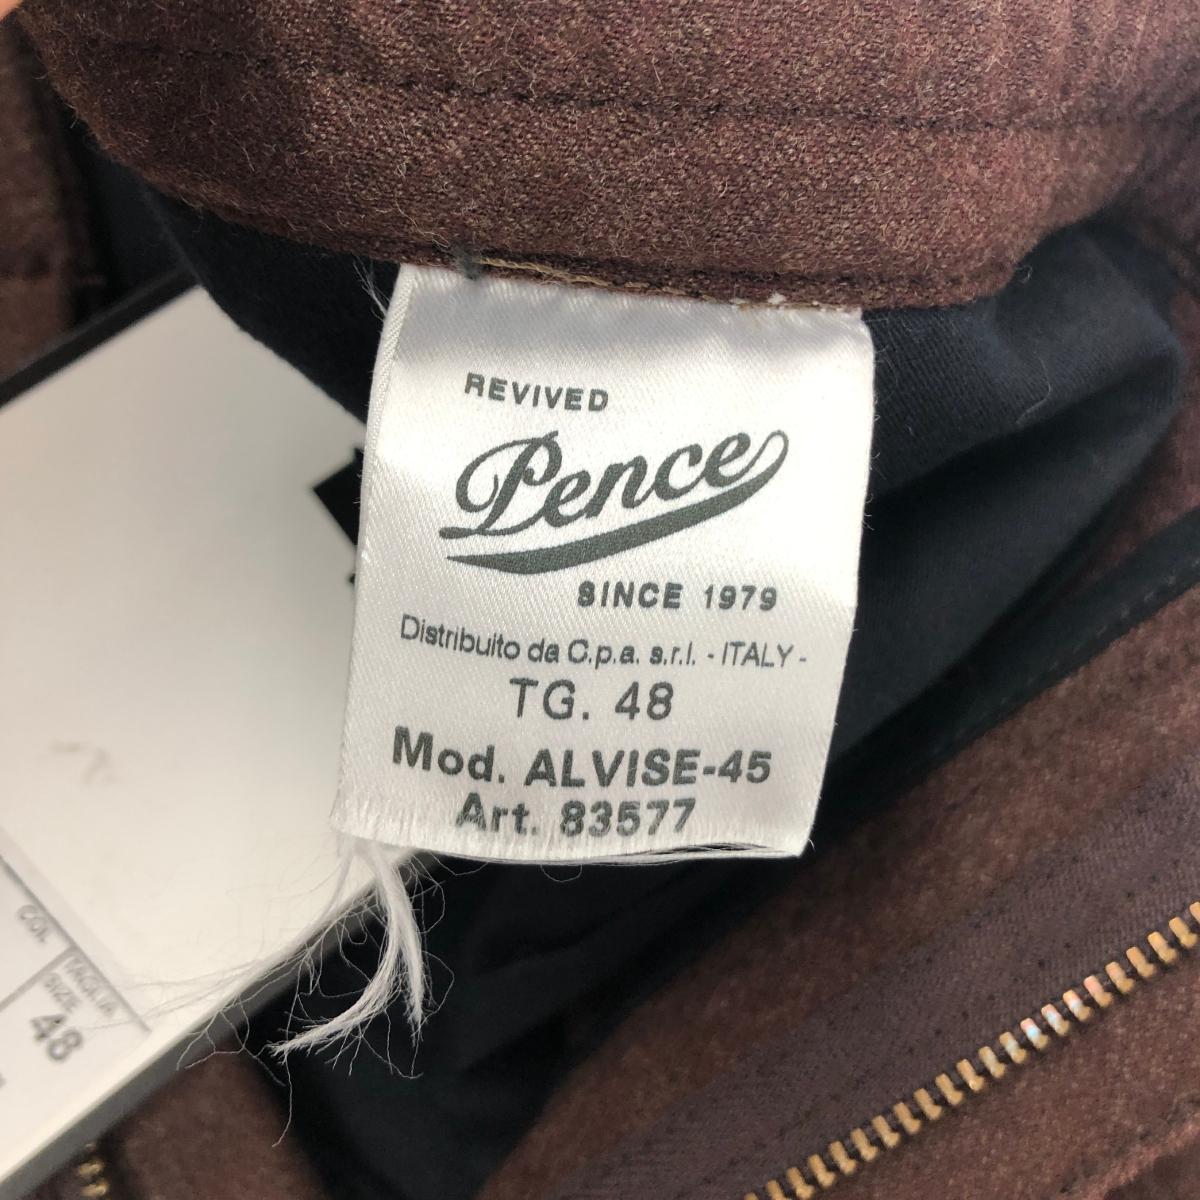 REVIVED
Pence
SINCE 1979
Distribuito da C.p.a. s.r.l. - ITALY -
TG. 48
Mod. ALVISE-45
Art. 83577
COL
TAGLIA
SIZE
48